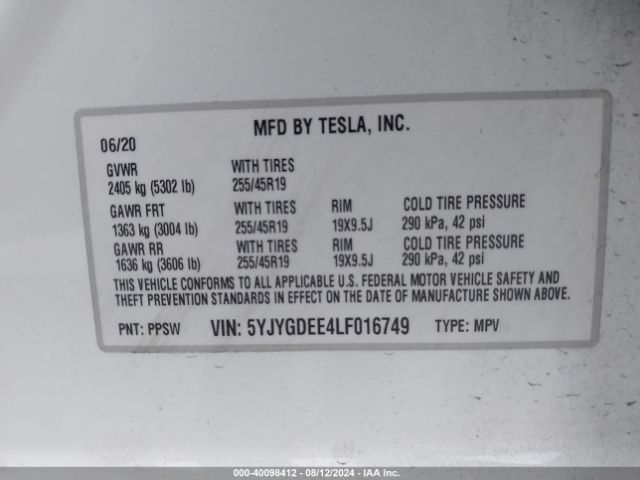 MFD BY TESLA, INC.
06/20
GVWR WITH TIRES
2405 kg (5302 lb) 255/45R19
GAWR FRT WITH TIRES RIM COLD TIRE PRESSURE
1363 kg (3004 lb) 255/45R19 19X9.5J 290 kPa, 42 psi
GAWR RR WITH TIRES RIM COLD TIRE PRESSURE
1636 kg (3606 lb) 255/45R19 19X9.5J 290 kPa, 42 psi
THIS VEHICLE CONFORMS TO ALL APPLICABLE U.S. FEDERAL MOTOR VEHICLE SAFETY AND
THEFT PREVENTION STANDARDS IN EFFECT ON THE DATE OF MANUFACTURE SHOWN ABOVE.
PNT: PPSW VIN: 5YJYGDEE4LF016749 TYPE: MPV
000-40098412 - 08/12/2024 - IAA Inc.